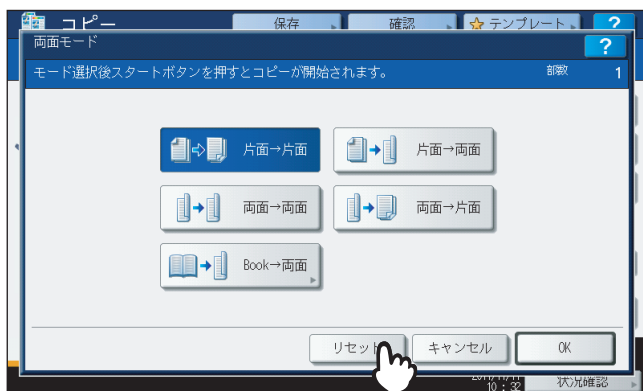 コピー 保存 確認 テンプレート ?
両面モード ?
モード選択後スタートボタンを押すとコピーが開始されます。 部数 1
片面→片面 片面→両面
両面→両面 両面→片面
Book→両面
リセット キャンセル OK
10:32 状況確認